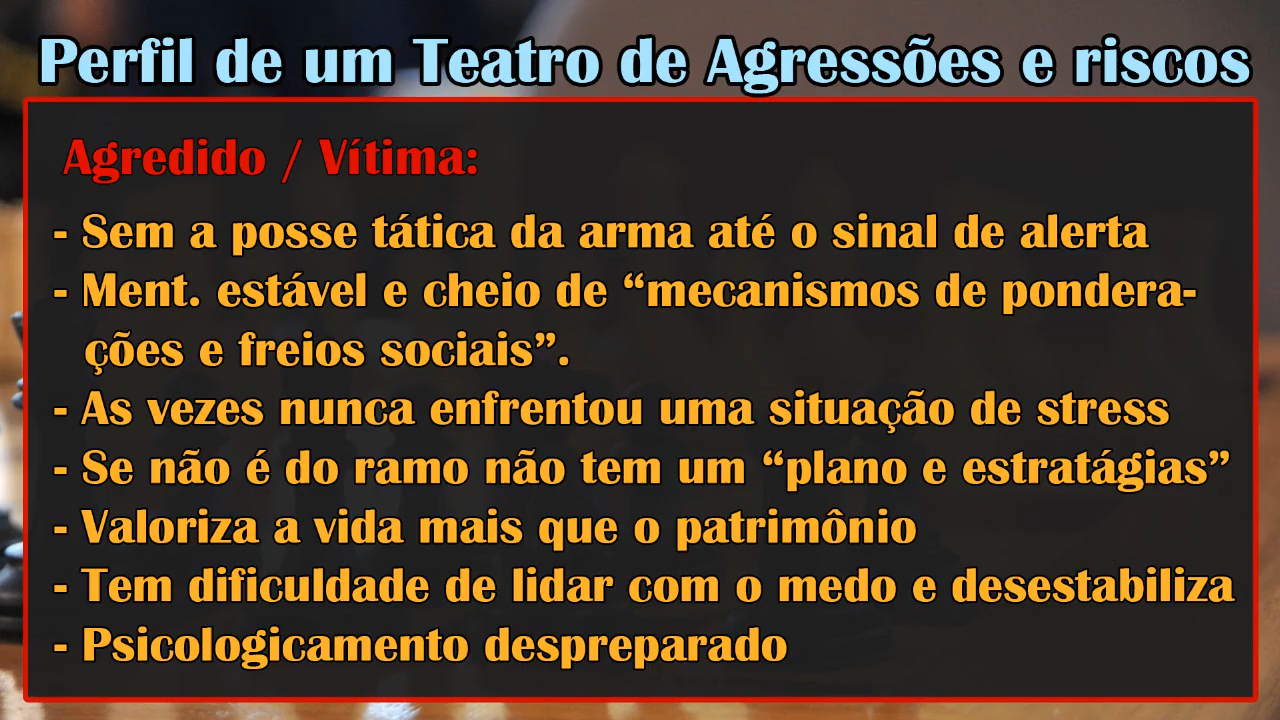 Perfil de um Teatro de Agressões e riscos
Agredido / Vítima:
- Sem a posse tática da arma até o sinal de alerta
- Ment. estável e cheio de “mecanismos de pondera-
ções e freios sociais”.
- As vezes nunca enfrentou uma situação de stress
- Se não é do ramo não tem um “plano e estratágias”
- Valoriza a vida mais que o patrimônio
- Tem dificuldade de lidar com o medo e desestabiliza
- Psicologicamento despreparado